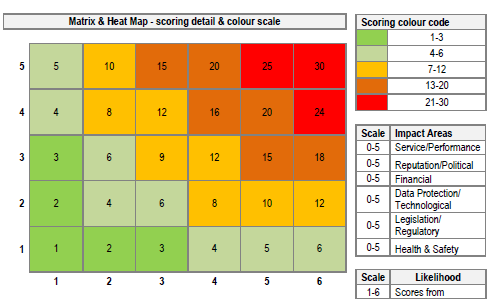 Matrix & Heat Map - scoring detail & colour scale
5 5 10 15 20 25 30
4 4 8 12 16 20 24
3 3 6 9 12 15 18
2 2 4 6 8 10 12
1 1 2 3 4 5 6
1 2 3 4 5 6
Scoring colour code
1-3
4-6
7-12
13-20
21-30
Scale Impact Areas
0-5 Service/Performance
0-5 Reputation/Political
0-5 Financial
0-5 Data Protection/
Technological
0-5 Legislation/
Regulatory
0-5 Health & Safety
Scale Likelihood
1-6 Scores from